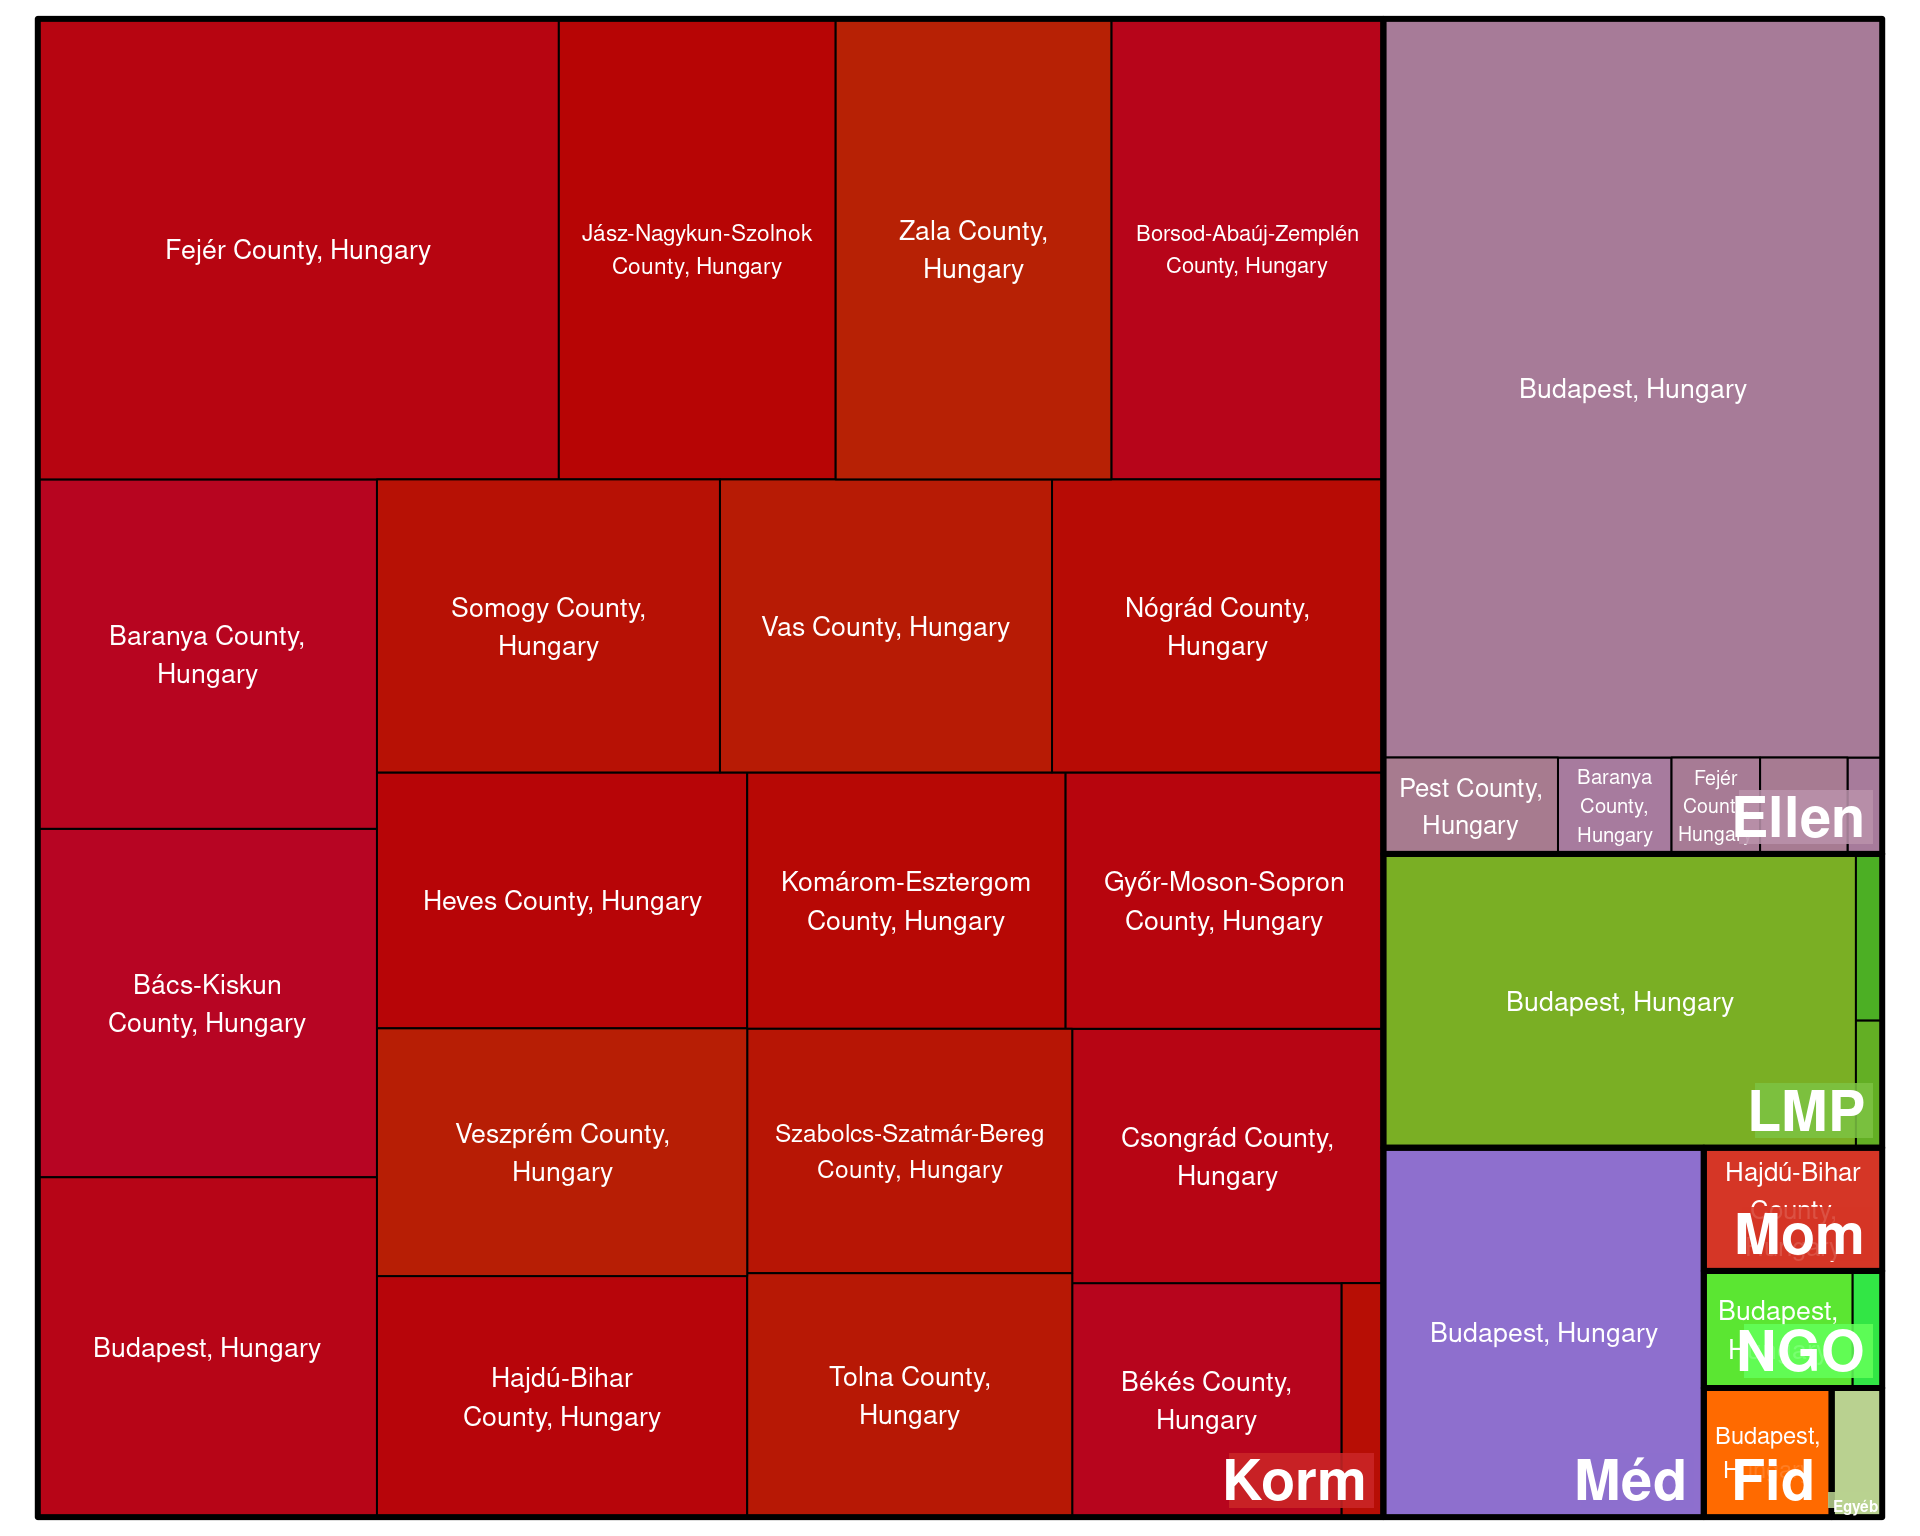 Fejér County, Hungary
Jász-Nagykun-Szolnok
County, Hungary
Zala County,
Hungary
Borsod-Abaúj-Zemplén
County, Hungary
Baranya County,
Hungary
Somogy County,
Hungary
Vas County, Hungary
Nógrád County,
Hungary
Bács-Kiskun
County, Hungary
Heves County, Hungary
Komárom-Esztergom
County, Hungary
Győr-Moson-Sopron
County, Hungary
Veszprém County,
Hungary
Szabolcs-Szatmár-Bereg
County, Hungary
Csongrád County,
Hungary
Budapest, Hungary
Hajdú-Bihar
County, Hungary
Tolna County,
Hungary
Békés County,
Hungary
Korm
Budapest, Hungary
Pest County,
Hungary
Baranya
County,
Hungary
Fejér
County,
Hungary
Ellen
Budapest, Hungary
LMP
Budapest, Hungary
Méd
Hajdú-Bihar
County,
Hungary
Mom
Budapest,
NGO
Budapest,
Fid
Egyéb